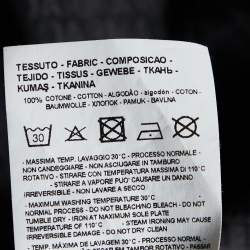 TESSUTO - FABRIC - COMPOSICAO -
TEJIDO - TISSUS - GEWEBE - ТКАНЬ -
KUMAŞ - TKANINA
100% COTONE - COTTON - ALGODÃO - algodón - COTON -
BAUMWOLLE - ХЛОПОК - PAMUK - BAVLNA
30
- MASSIMA TEMP. LAVAGGIO 30°C - PROCESSO NORMALE -
NON CANDEGGIARE - NON ASCIUGARE IN TAMBURO
ROTATIVO - STIRARE CON TEMPERATURA MASSIMA DI 110°C
- STIRARE A VAPORE PUO' CAUSARE UN DANNO
IRREVERSIBILE - NON LAVARE A SECCO
- MAXIMUM WASHING TEMPERATURE 30°C -
NORMAL PROCESS - DO NOT BLEACH - DO NOT
TUMBLE DRY - IRON AT MAXIMUM SOLE PLATE
TEMPERATURE OF 110°C - STEAM IRONING MAY CAUSE
IRREVERSIBLE DAMAGE - DO NOT DRY CLEAN
MÁX. DE LAVAGEM 30°C -